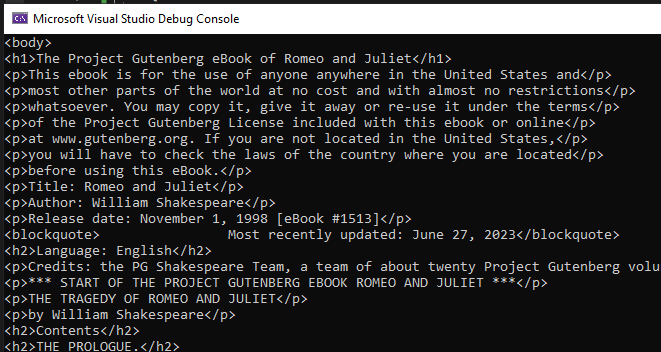 Microsoft Visual Studio Debug Console
<body>
<h1>The Project Gutenberg eBook of Romeo and Juliet</h1>
<p>This ebook is for the use of anyone anywhere in the United States and</p>
<p>most other parts of the world at no cost and with almost no restrictions</p>
<p>whatsoever. You may copy it, give it away or re-use it under the terms</p>
<p>of the Project Gutenberg License included with this ebook or online</p>
<p>at www.gutenberg.org. If you are not located in the United States,</p>
<p>you will have to check the laws of the country where you are located</p>
<p>before using this eBook.</p>
<p>Title: Romeo and Juliet</p>
<p>Author: William Shakespeare</p>
<p>Release date: November 1, 1998 [eBook #1513]</p>
<blockquote>                Most recently updated: June 27, 2023</blockquote>
<h2>Language: English</h2>
<p>Credits: the PG Shakespeare Team, a team of about twenty Project Gutenberg volu
<p>*** START OF THE PROJECT GUTENBERG EBOOK ROMEO AND JULIET ***</p>
<p>THE TRAGEDY OF ROMEO AND JULIET</p>
<p>by William Shakespeare</p>
<h2>Contents</h2>
<h2>THE PROLOGUE.</h2>